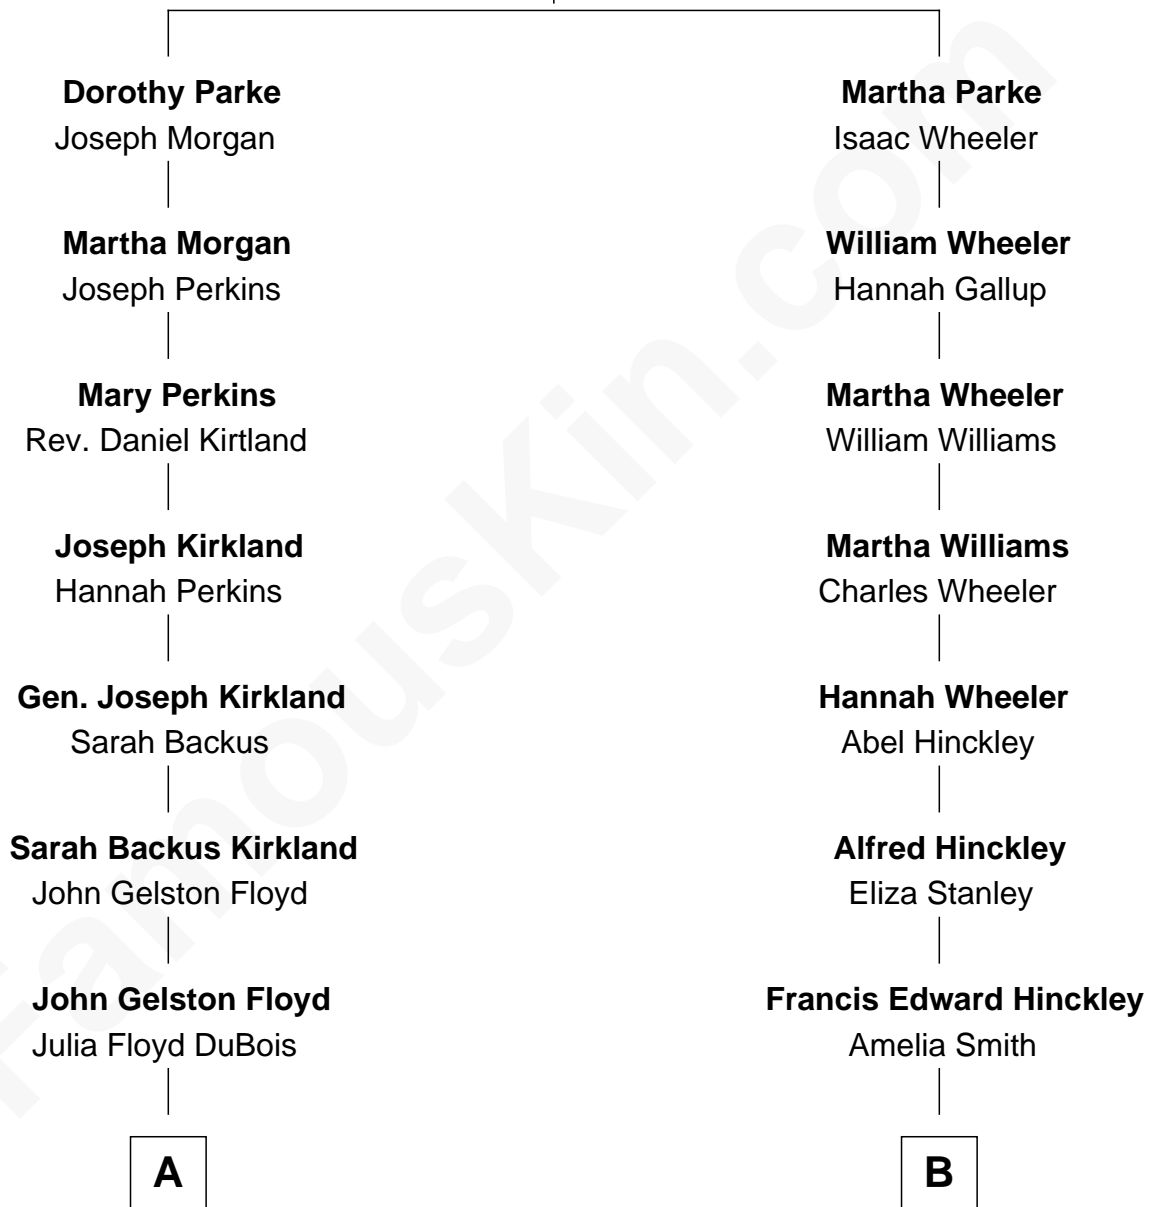 Dorothy Parke
Joseph Morgan
Martha Morgan
Joseph Perkins
Mary Perkins
Rev. Daniel Kirtland
Joseph Kirkland
Hannah Perkins
Gen. Joseph Kirkland
Sarah Backus
Sarah Backus Kirkland
John Gelston Floyd
John Gelston Floyd
Julia Floyd DuBois
A
Martha Parke
Isaac Wheeler
William Wheeler
Hannah Gallup
Martha Wheeler
William Williams
Martha Williams
Charles Wheeler
Hannah Wheeler
Abel Hinckley
Alfred Hinckley
Eliza Stanley
Francis Edward Hinckley
Amelia Smith
B
FamousKin.com